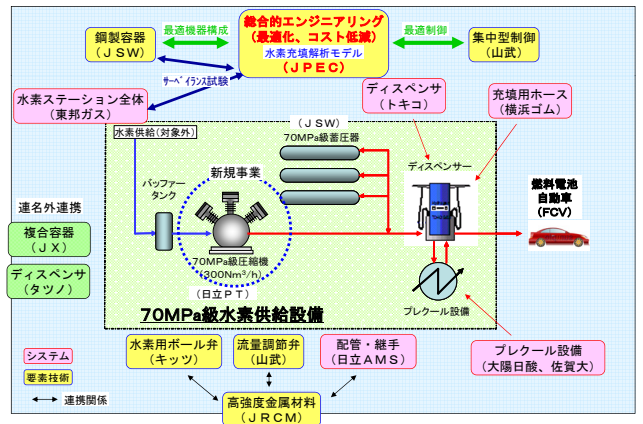 総合的エンジニアリング
(最適化、コスト低減)
水素充填解析モデル
(JPEC)
鋼製容器
(JSW)
最適機器構成
最適制御
集中型制御
(山武)
サーベイランス試験
水素ステーション全体
(東邦ガス)
ディスペンサ
(トキコ)
充填用ホース
(横浜ゴム)
水素供給(対象外)
(JSW)
70MPa級蓄圧器
ディスペンサー
新規事業
バッファー
タンク
燃料電池
自動車
(FCV)
連名外連携
複合容器
(JX)
ディスペンサ
(タツノ)
70MPa級圧縮機
(300Nm³/h)
(日立PT)
プレクール設備
70MPa級水素供給設備
水素用ボール弁
(キッツ)
流量調節弁
(山武)
配管・継手
(日立AMS)
プレクール設備
(大陽日酸、佐賀大)
システム
要素技術
連携関係
高強度金属材料
(JRCM)